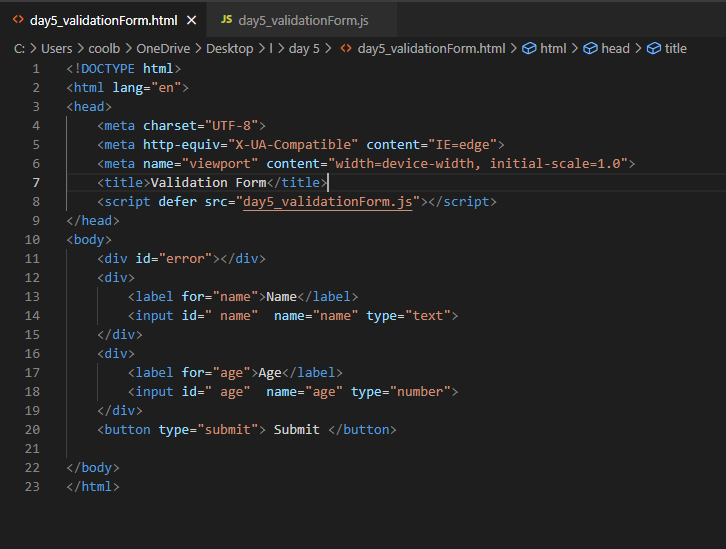 day5_validationForm.html × JS day5_validationForm.js
C: > Users > coolb > OneDrive > Desktop > l > day 5 > <> day5_validationForm.html > html > head > title
1 <!DOCTYPE html>
2 <html lang="en">
3 <head>
4     <meta charset="UTF-8">
5     <meta http-equiv="X-UA-Compatible" content="IE=edge">
6     <meta name="viewport" content="width=device-width, initial-scale=1.0">
7     <title>Validation Form</title>
8     <script defer src="day5_validationForm.js"></script>
9 </head>
10 <body>
11     <div id="error"></div>
12     <div>
13         <label for="name">Name</label>
14         <input id=" name"  name="name" type="text">
15     </div>
16     <div>
17         <label for="age">Age</label>
18         <input id=" age"  name="age" type="number">
19     </div>
20     <button type="submit"> Submit </button>
21
22 </body>
23 </html>